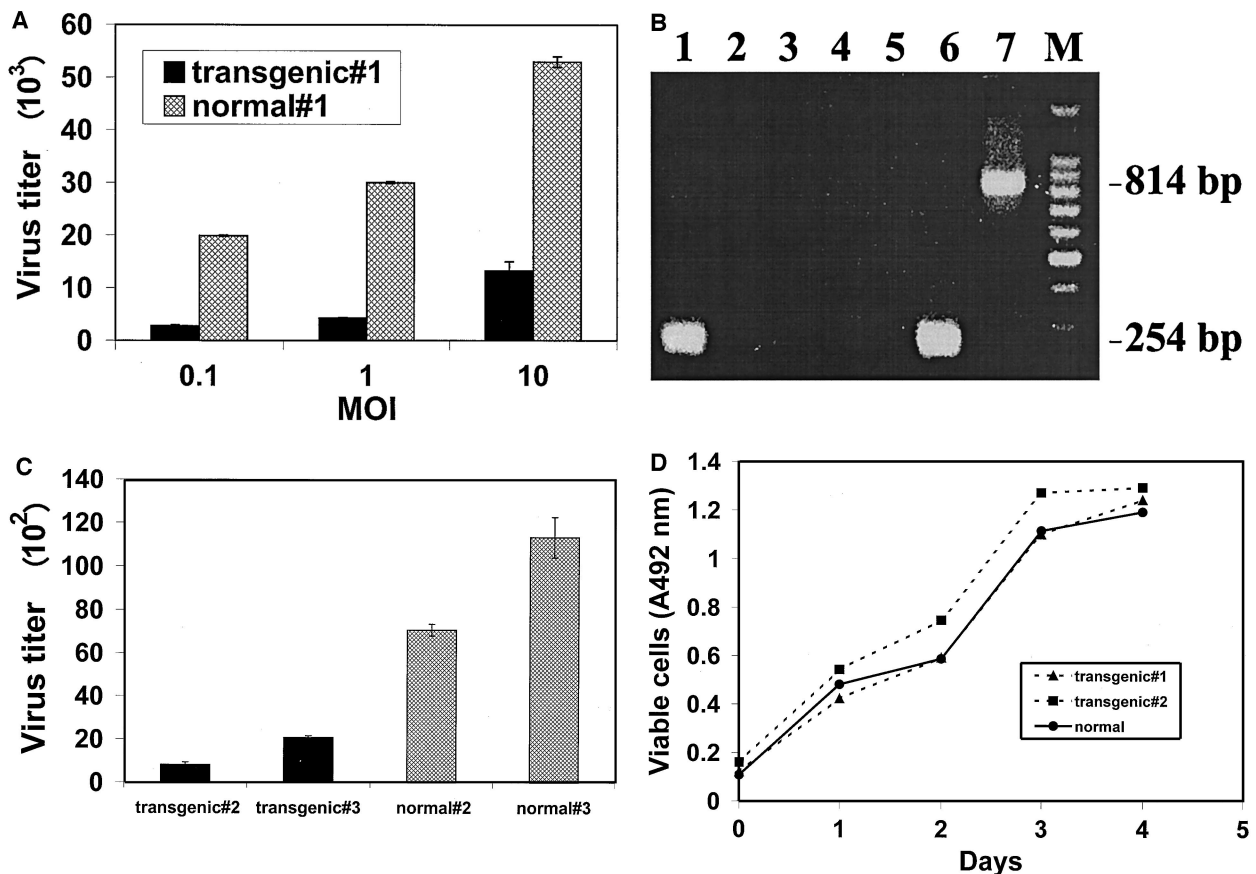 A
60
50
40
30
20
10
0
Virus titer (10³)
transgenic#1
normal#1
0.1 1 10
MOI
B
1 2 3 4 5 6 7 M
-814 bp
-254 bp
C
140
120
100
80
60
40
20
0
Virus titer (10²)
transgenic#2 transgenic#3 normal#2 normal#3
D
1.4
1.2
1
0.8
0.6
0.4
0.2
0
Viable cells (A492 nm)
transgenic#1
transgenic#2
normal
0 1 2 3 4 5
Days